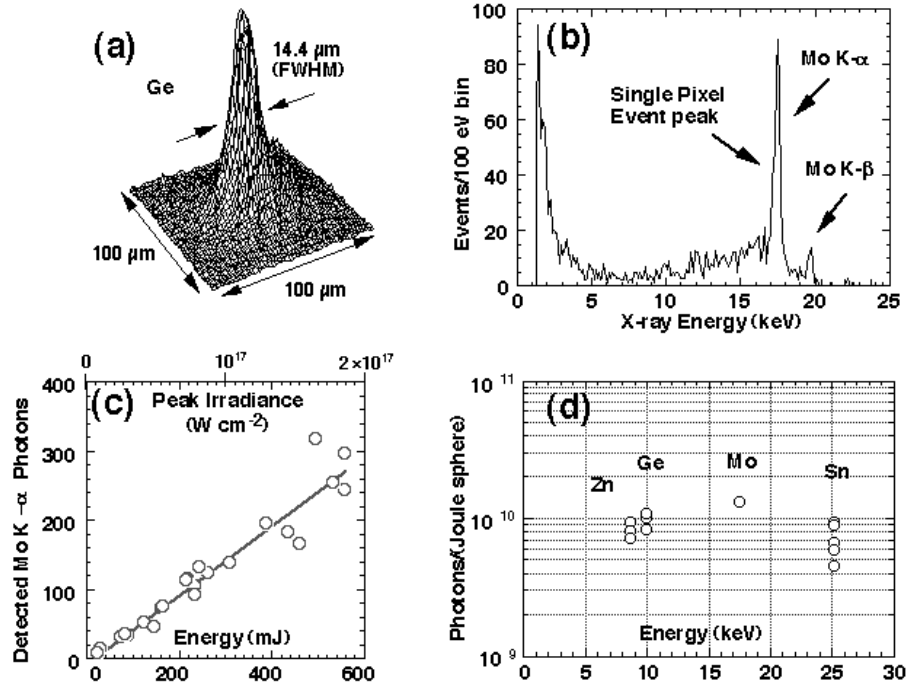 (a)
14.4 µm
(FWHM)
Ge
100 µm
100 µm
(b)
Events/100 eV bin
100
80
60
40
20
0
Single Pixel
Event peak
Mo K-α
Mo K-β
0 5 10 15 20 25
X-ray Energy (keV)
0 10^17 2×10^17
(c)
Peak Irradiance
(W cm^-2)
Detected Mo K -α Photons
400
300
200
100
0
Energy (mJ)
0 200 400 600
(d)
Photons/(Joule sphere)
10^11
10^10
10^9
Zn
Ge
Mo
Sn
Energy (keV)
0 5 10 15 20 25 30